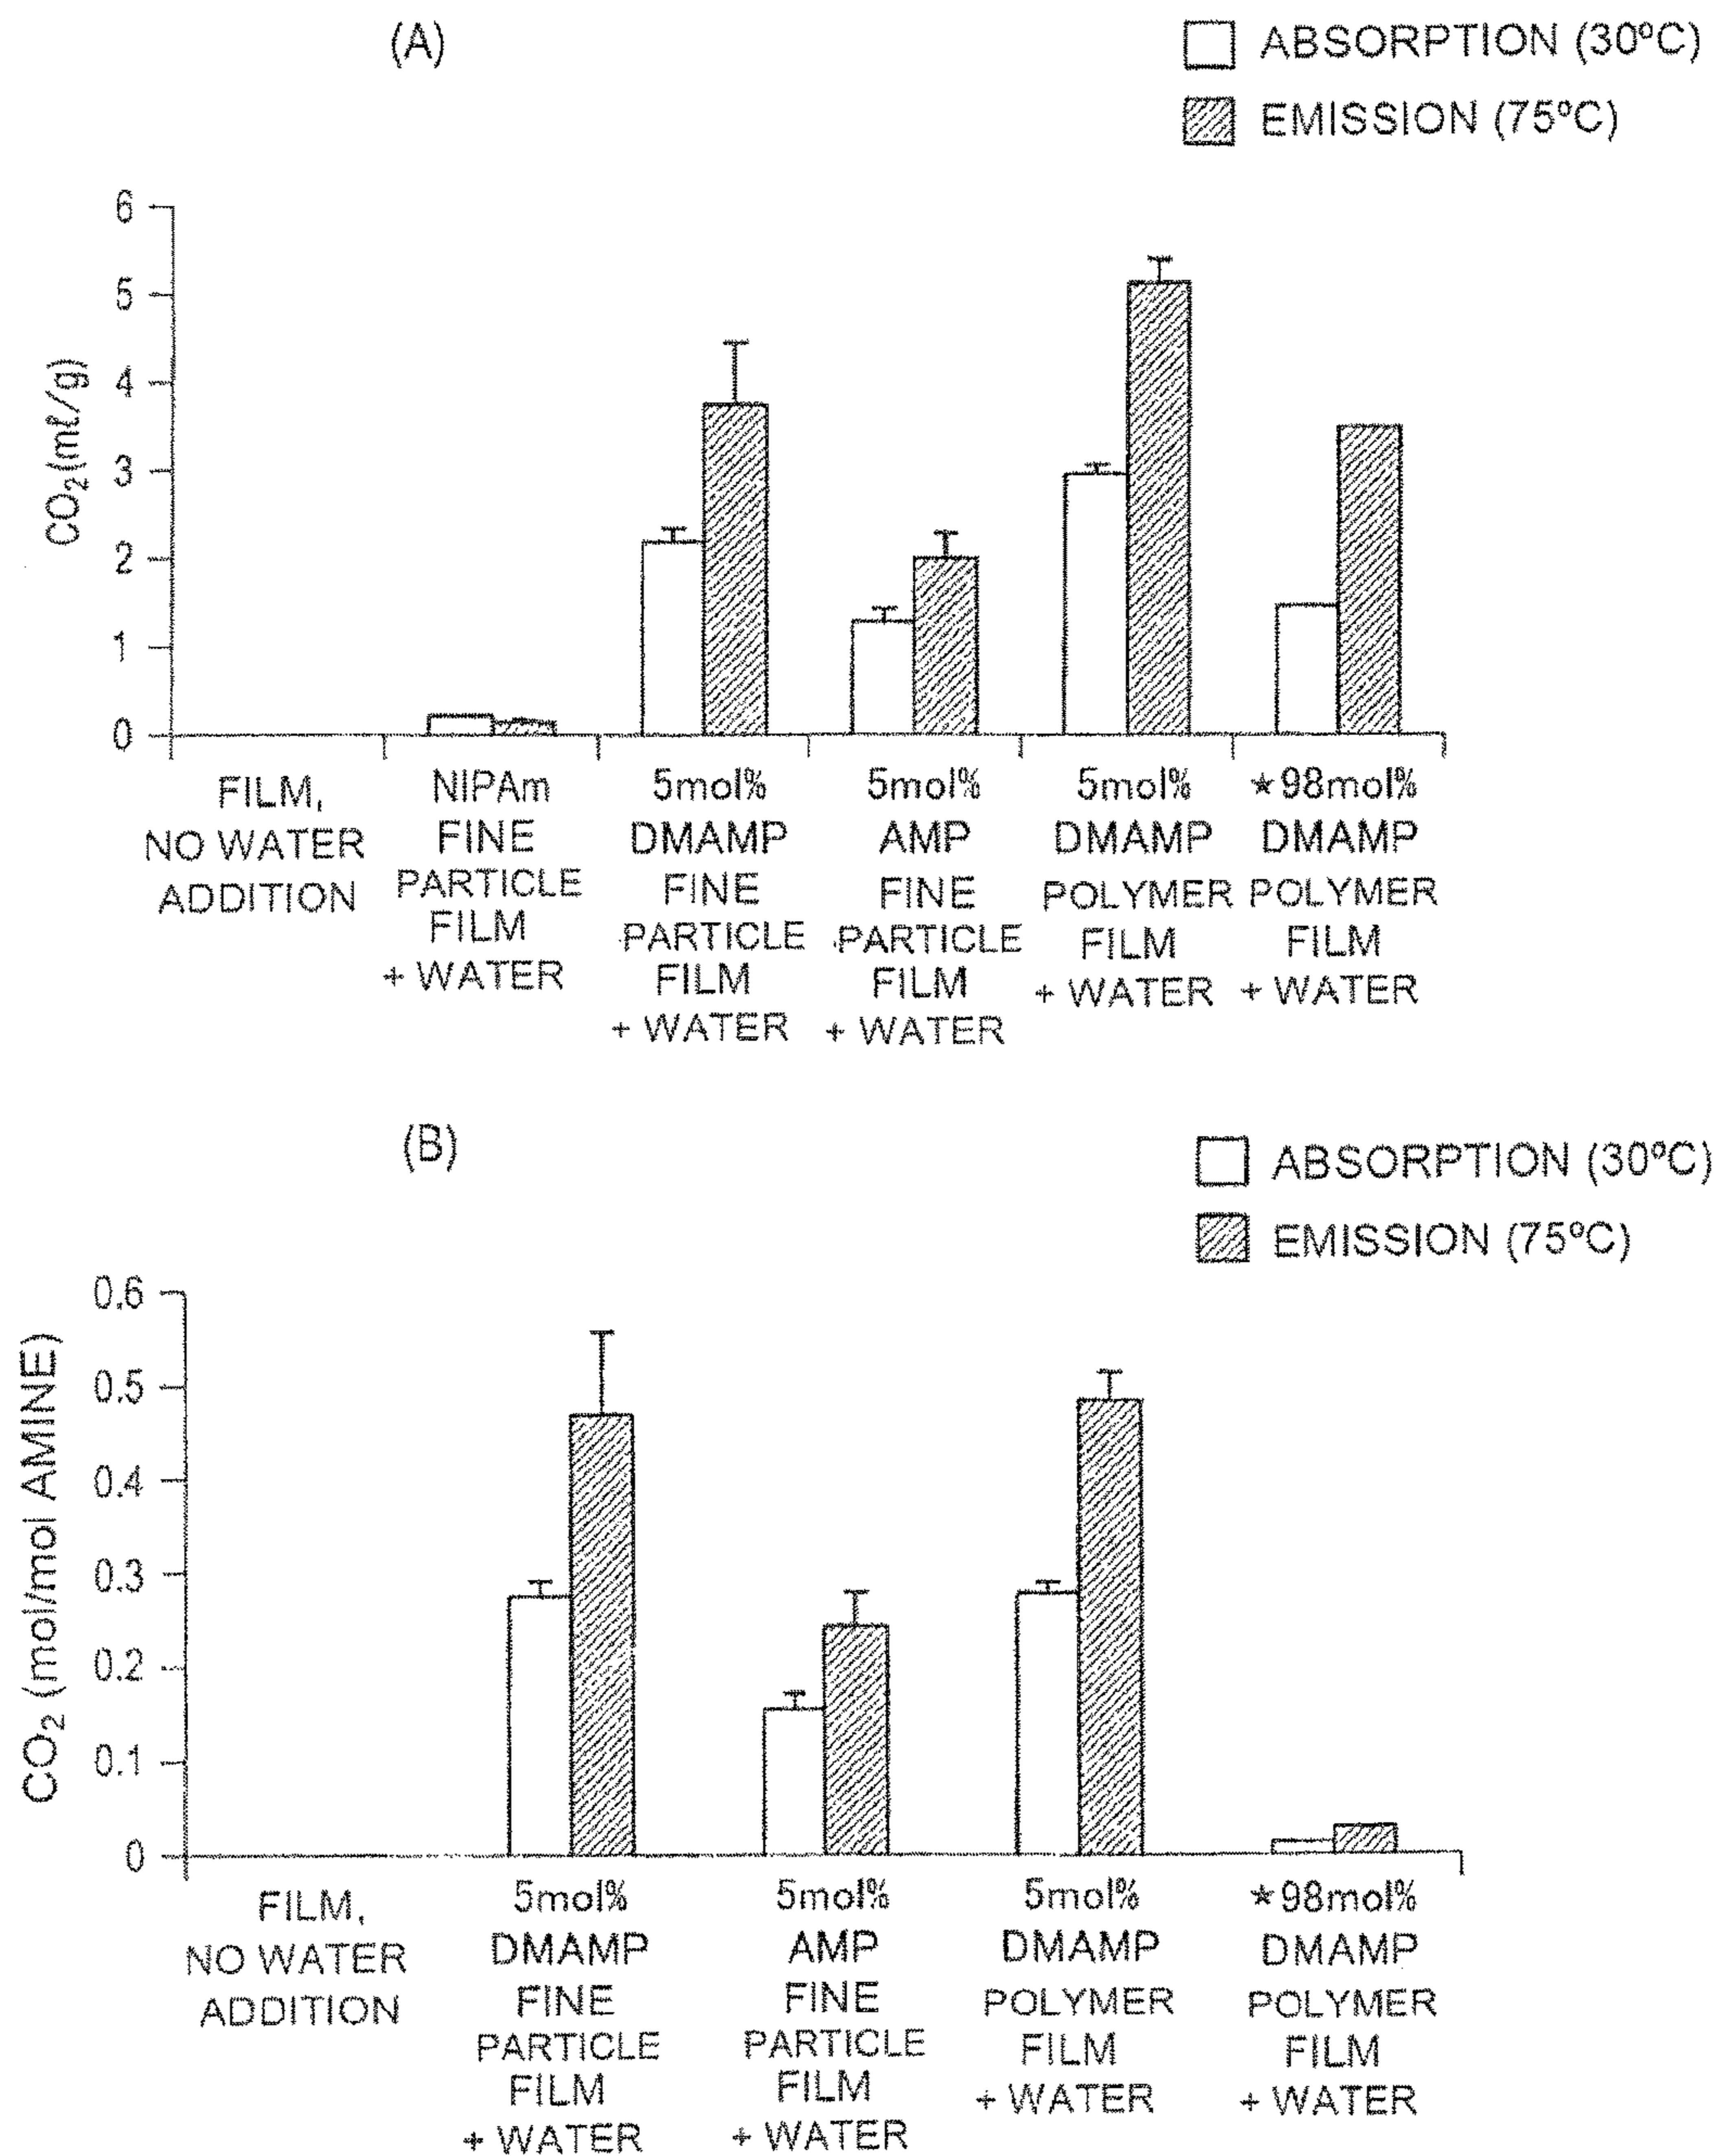 (A)
ABSORPTION (30ºC)
EMISSION (75ºC)
CO₂(mℓ/g)
6
5
4
3
2
1
0
FILM,
NO WATER
ADDITION
NIPAm
FINE
PARTICLE
FILM
+ WATER
5mol%
DMAMP
FINE
PARTICLE
FILM
+ WATER
5mol%
AMP
FINE
PARTICLE
FILM
+ WATER
5mol%
DMAMP
POLYMER
FILM
+ WATER
★98mol%
DMAMP
POLYMER
FILM
+ WATER
(B)
ABSORPTION (30ºC)
EMISSION (75ºC)
CO₂ (mol/mol AMINE)
0.6
0.5
0.4
0.3
0.2
0.1
0
FILM,
NO WATER
ADDITION
5mol%
DMAMP
FINE
PARTICLE
FILM
+ WATER
5mol%
AMP
FINE
PARTICLE
FILM
+ WATER
5mol%
DMAMP
POLYMER
FILM
+ WATER
★98mol%
DMAMP
POLYMER
FILM
+ WATER